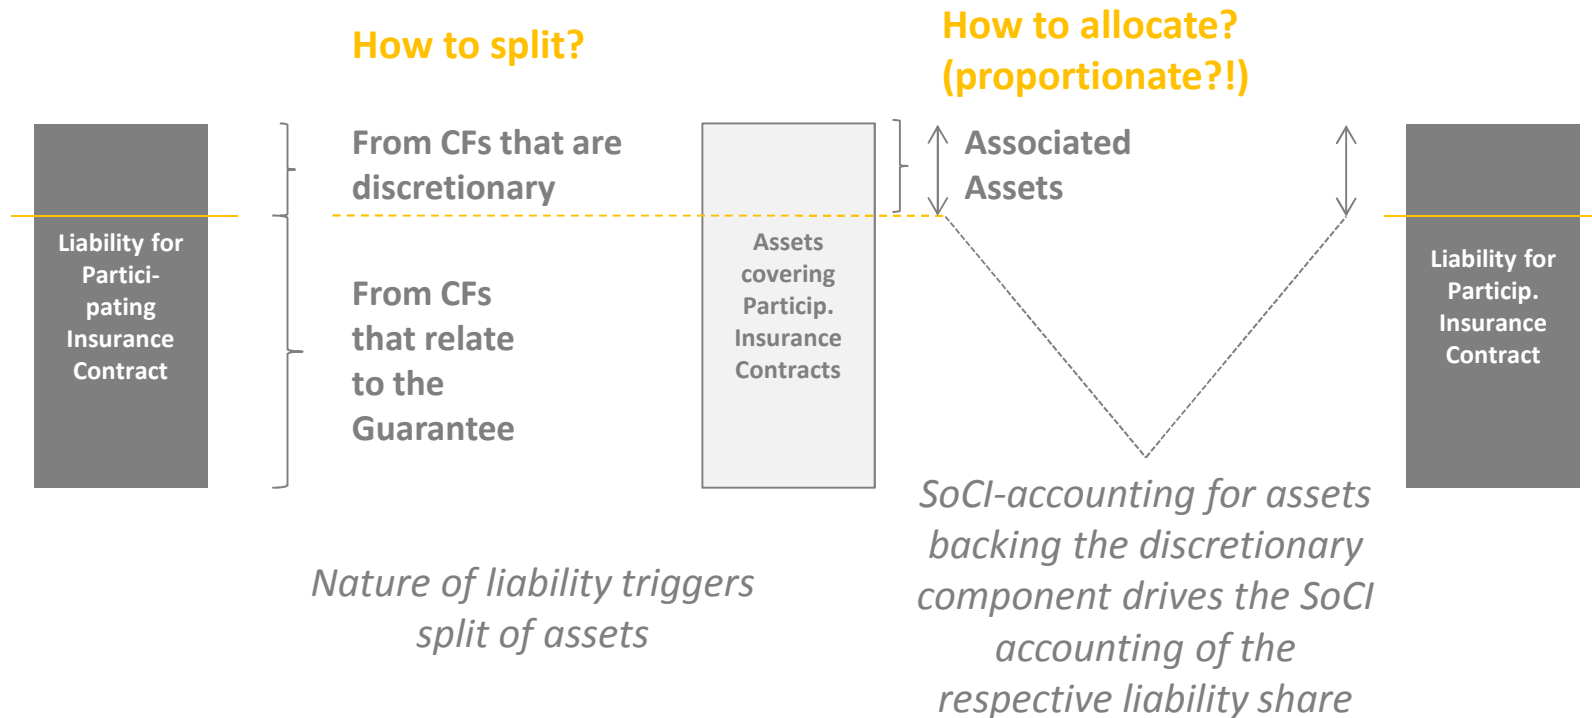 How to split?
How to allocate?
(proportionate?!)
Liability for
Partici-
pating
Insurance
Contract
From CFs that are
discretionary
From CFs
that relate
to the
Guarantee
Assets
covering
Particip.
Insurance
Contracts
Associated
Assets
Liability for
Particip.
Insurance
Contract
Nature of liability triggers
split of assets
SoCI-accounting for assets
backing the discretionary
component drives the SoCI
accounting of the
respective liability share